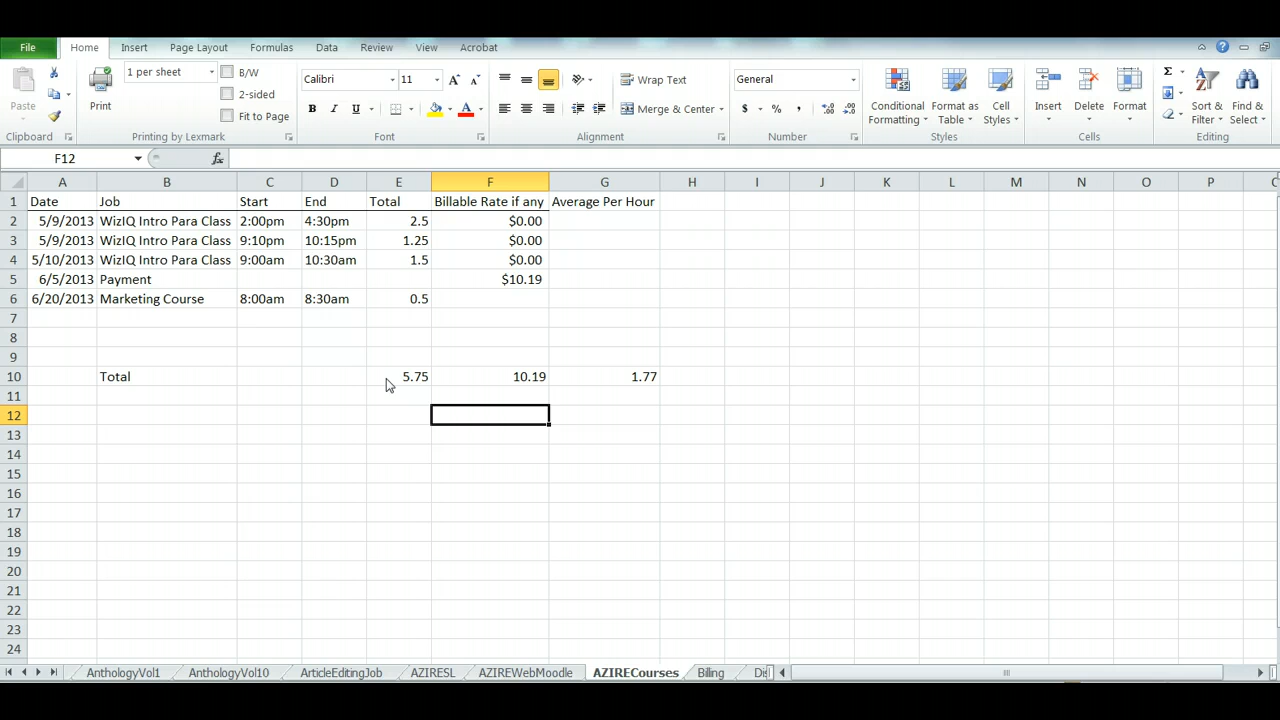 File Home Insert Page Layout Formulas Data Review View Acrobat
Paste Print 1 per sheet B/W 2-sided Fit to Page
Calibri 11 B I U A A A
Wrap Text Merge & Center
General $ % ,
Conditional Formatting Format as Table Cell Styles Insert Delete Format Σ Sort & Filter Find & Select
Clipboard Printing by Lexmark Font Alignment Number Styles Cells Editing
F12 fx
A B C D E F G H I J K L M N O P Q R S T
1 Date Job Start End Total Billable Rate if any Average Per Hour
2 5/9/2013 WizIQ Intro Para Class 2:00pm 4:30pm 2.5 $0.00
3 5/9/2013 WizIQ Intro Para Class 9:10pm 10:15pm 1.25 $0.00
4 5/10/2013 WizIQ Intro Para Class 9:00am 10:30am 1.5 $0.00
5 6/5/2013 Payment $10.19
6 6/20/2013 Marketing Course 8:00am 8:30am 0.5
7
8
9
10 Total 5.75 10.19 1.77
11
12
13
14
15
16
17
18
19
20
21
22
23
24
AnthologyVol1 AnthologyVol10 ArticleEditingJob AZIRESL AZIREWebMoodle AZIRECourses Billing